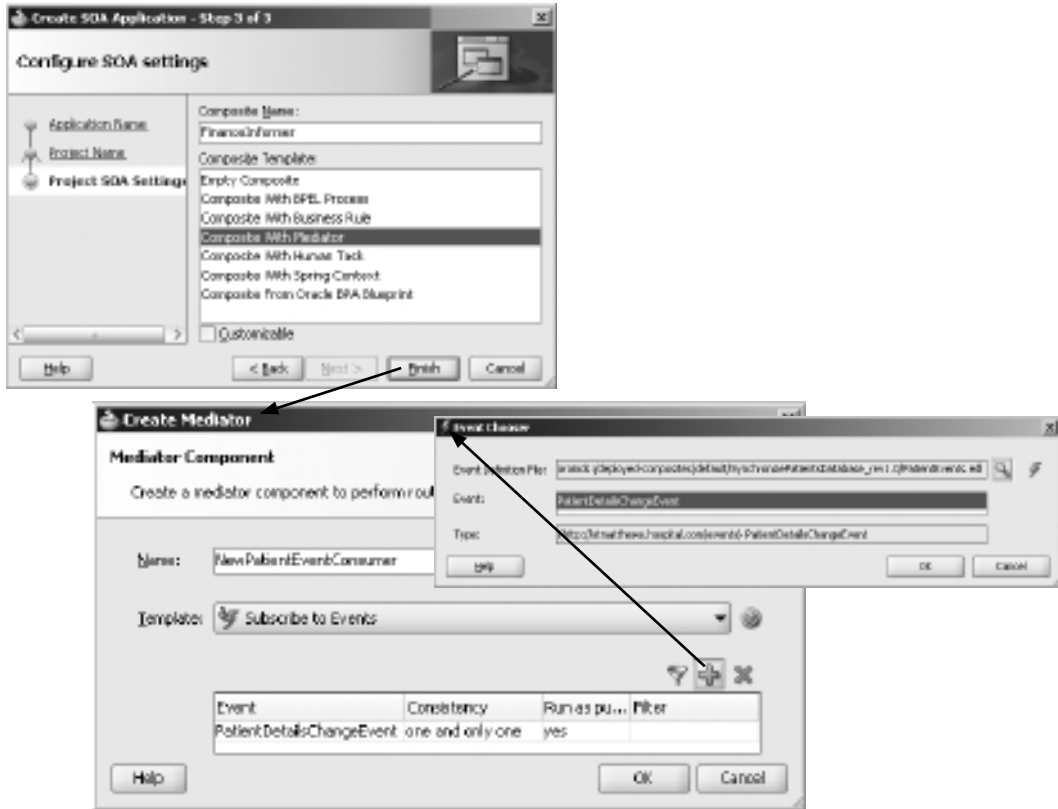 Create SOA Application - Step 3 of 3
Configure SOA settings
Application Name
Project Name
Project SOA Settings
Composite Name:
FinanceInformer
Composite Template:
Empty Composite
Composite With BPEL Process
Composite With Business Rule
Composite With Mediator
Composite With Human Task
Composite With Spring Context
Composite From Oracle BPA Blueprint
Customizable
Help
< Back
Next >
Finish
Cancel
Create Mediator
Mediator Component
Create a mediator component to perform rou
Name:
NewPatientEventConsumer
Template:
Subscribe to Events
Event Consistency Run as pu... Filter
PatientDetailsChangeEvent one and only one yes
Help
OK
Cancel
Event Chooser
Event Definition File:
Event:
PatientDetailsChangeEvent
Type:
PatientDetailsChangeEvent
Help
OK
Cancel